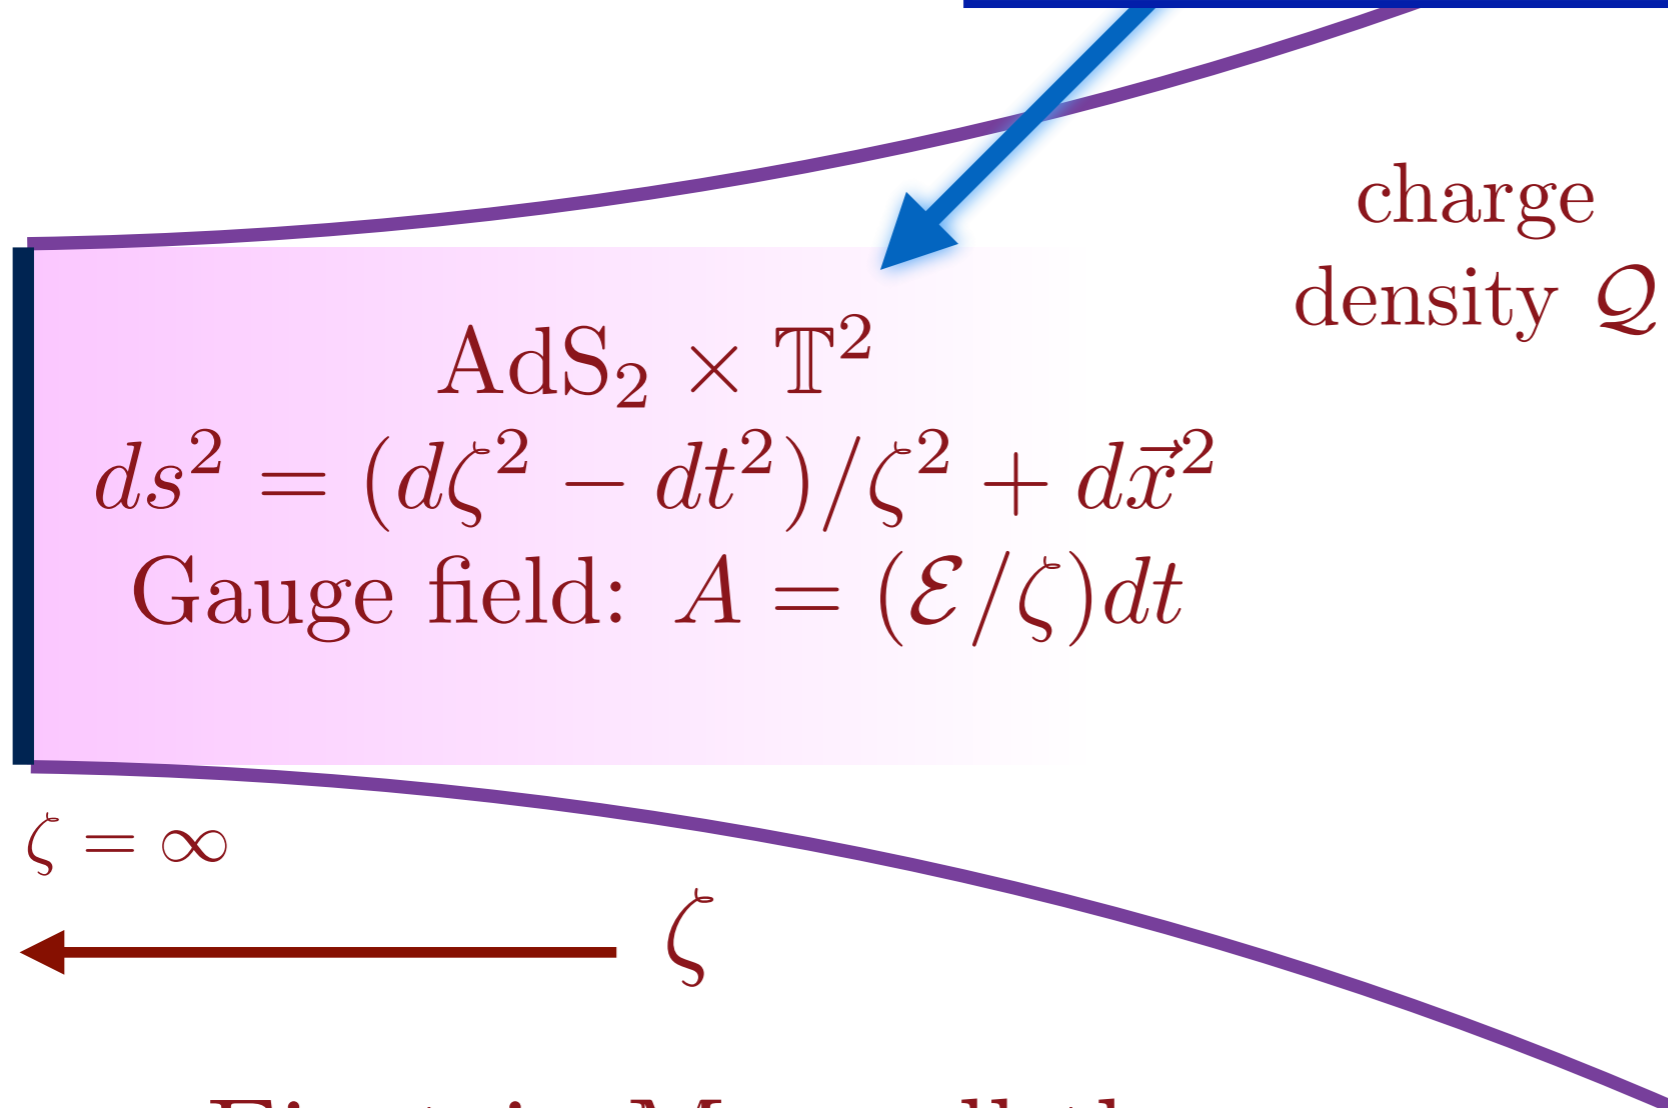 charge
density 𝒬
AdS₂ × 𝕋²
ds² = (dζ² − dt²)/ζ² + dx⃗²
Gauge field: A = (ℰ/ζ)dt
ζ = ∞
ζ